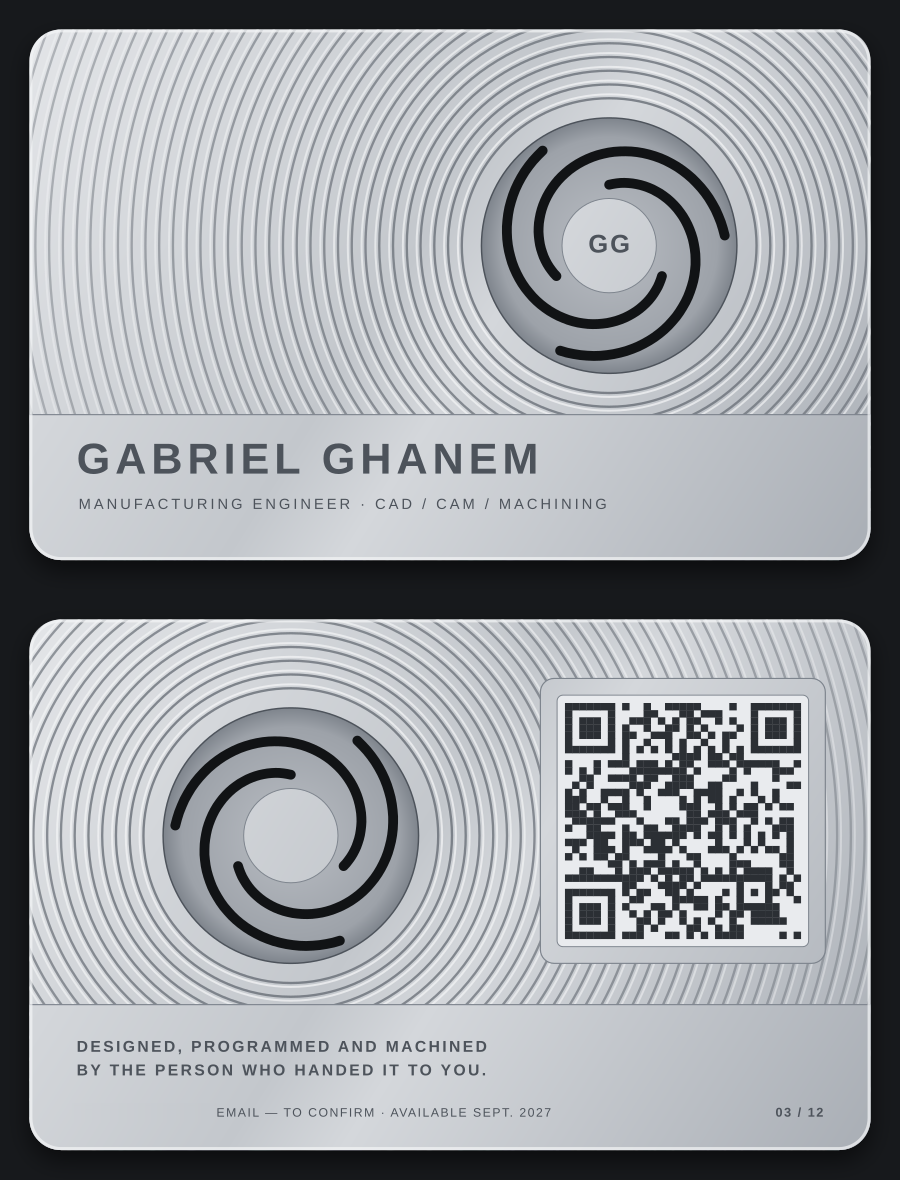 GG
GABRIEL GHANEM
MANUFACTURING ENGINEER · CAD / CAM / MACHINING
DESIGNED, PROGRAMMED AND MACHINED
BY THE PERSON WHO HANDED IT TO YOU.
EMAIL — TO CONFIRM · AVAILABLE SEPT. 2027
03 / 12